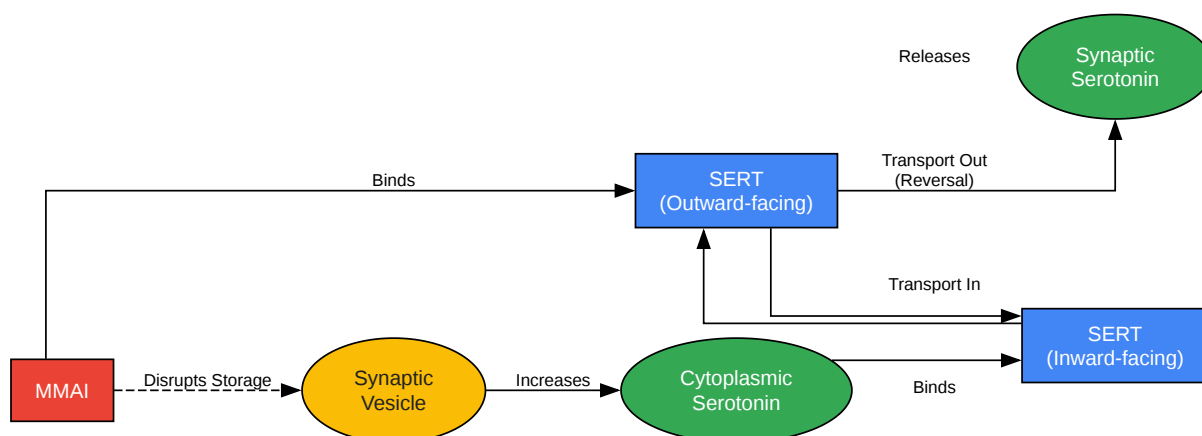 Releases
Synaptic
Serotonin
Binds
SERT
(Outward-facing)
Transport Out
(Reversal)
Transport In
SERT
(Inward-facing)
MMAI
Disrupts Storage
Synaptic
Vesicle
Increases
Cytoplasmic
Serotonin
Binds